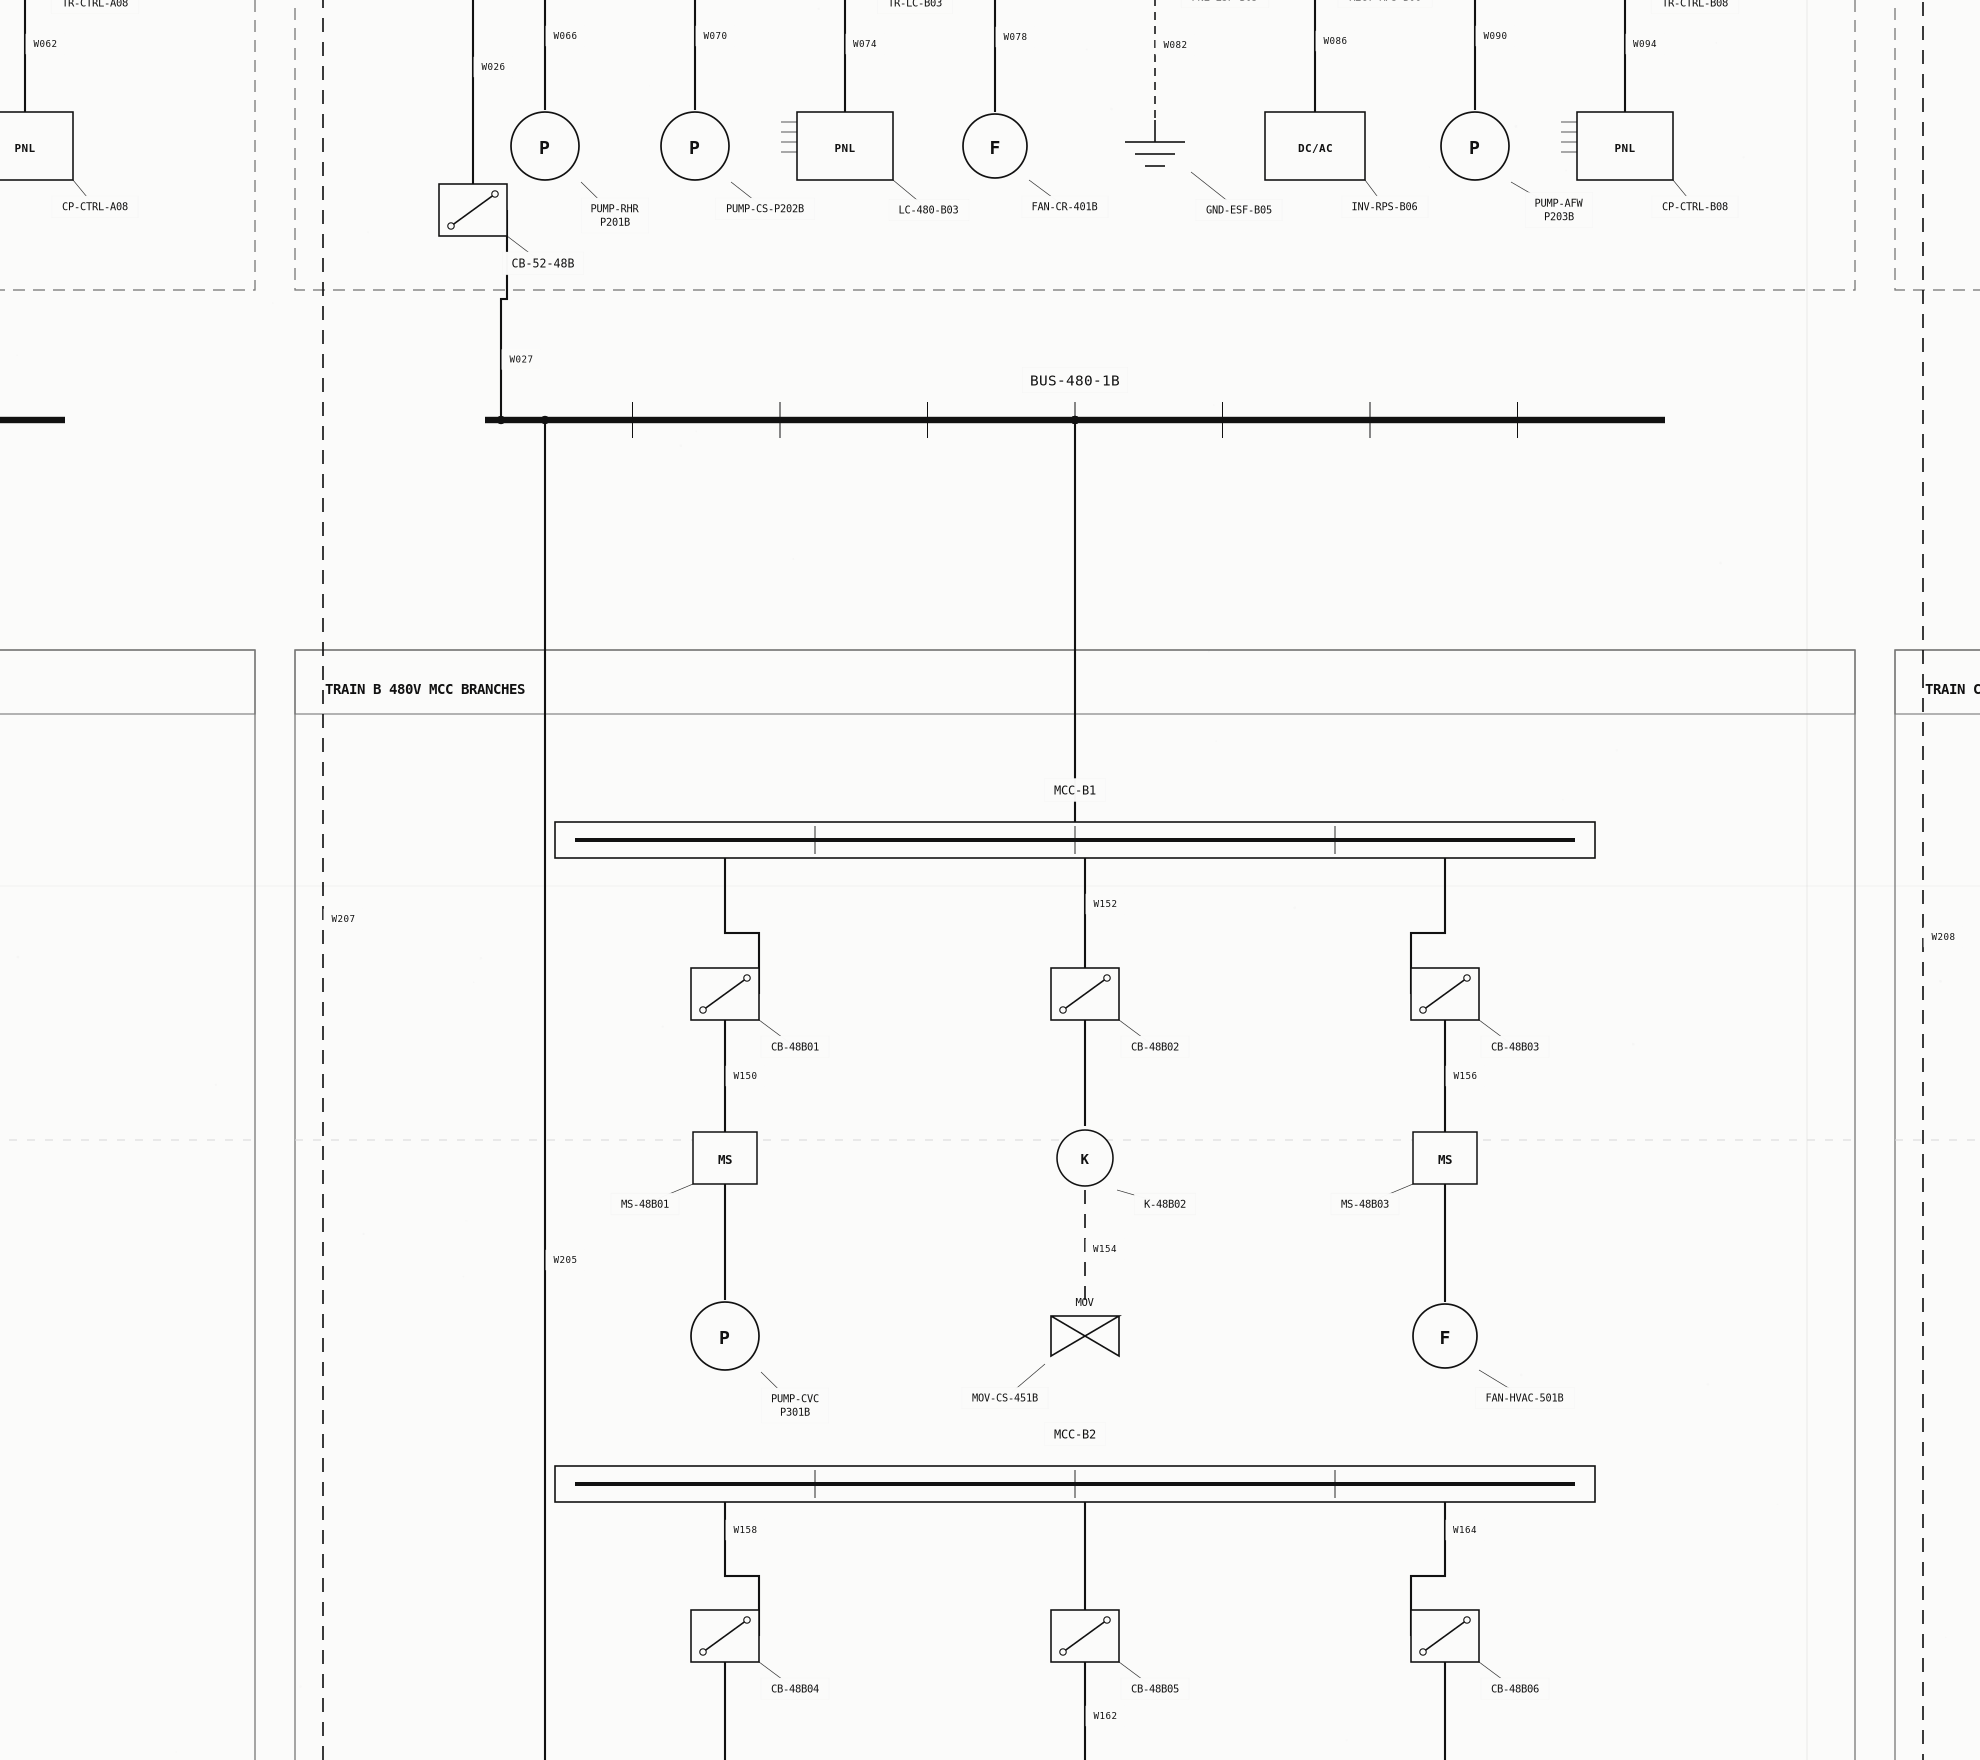 TR-CTRL-A08
TR-LC-B03
TR-CTRL-B08
W062
W026
W066
W070
W074
W078
W082
W086
W090
W094
PNL
P
P
PNL
F
DC/AC
P
PNL
CP-CTRL-A08
PUMP-RHR
P201B
PUMP-CS-P202B
LC-480-B03
FAN-CR-401B
GND-ESF-B05
INV-RPS-B06
PUMP-AFW
P203B
CP-CTRL-B08
CB-52-48B
W027
BUS-480-1B
TRAIN B 480V MCC BRANCHES
TRAIN C
MCC-B1
W207
W152
W208
CB-48B01
CB-48B02
CB-48B03
W150
W156
MS
K
MS
MS-48B01
K-48B02
MS-48B03
W205
W154
MOV
P
F
PUMP-CVC
P301B
MOV-CS-451B
FAN-HVAC-501B
MCC-B2
W158
W164
CB-48B04
CB-48B05
CB-48B06
W162